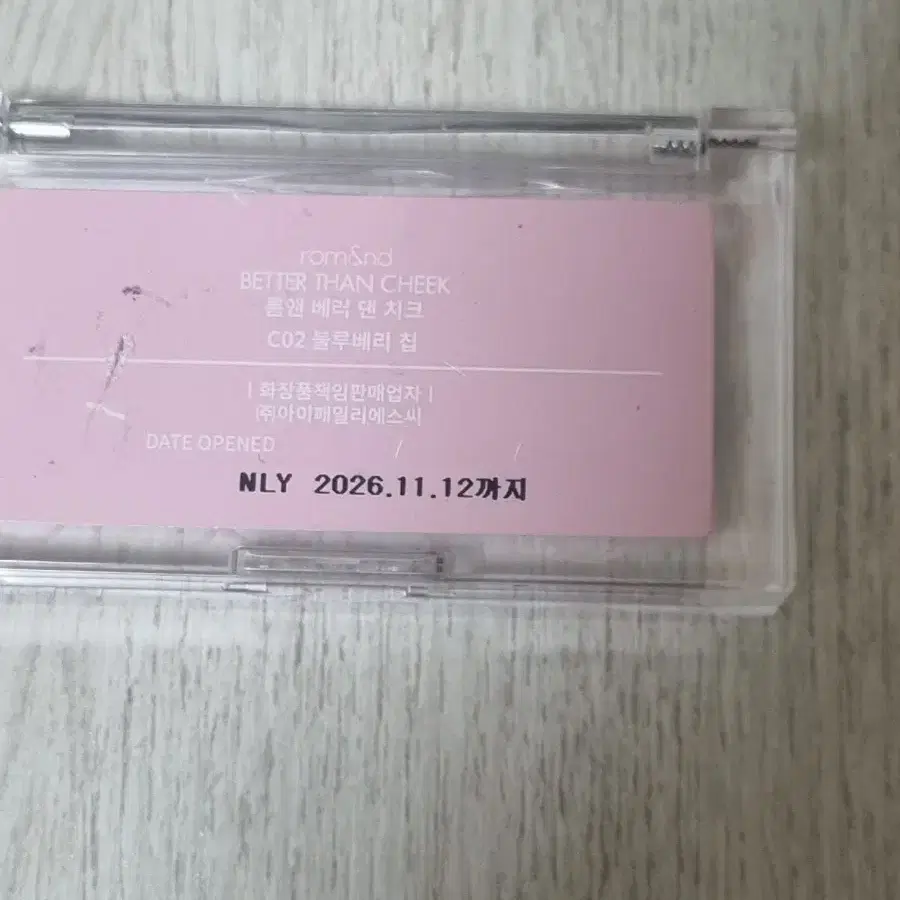 rom&nd
BETTER THAN CHEEK
롬앤 베러 댄 치크
C02 블루베리 칩
| 화장품책임판매업자 |
㈜아이패밀리에스씨
DATE OPENED / /
NLY 2026.11.12까지